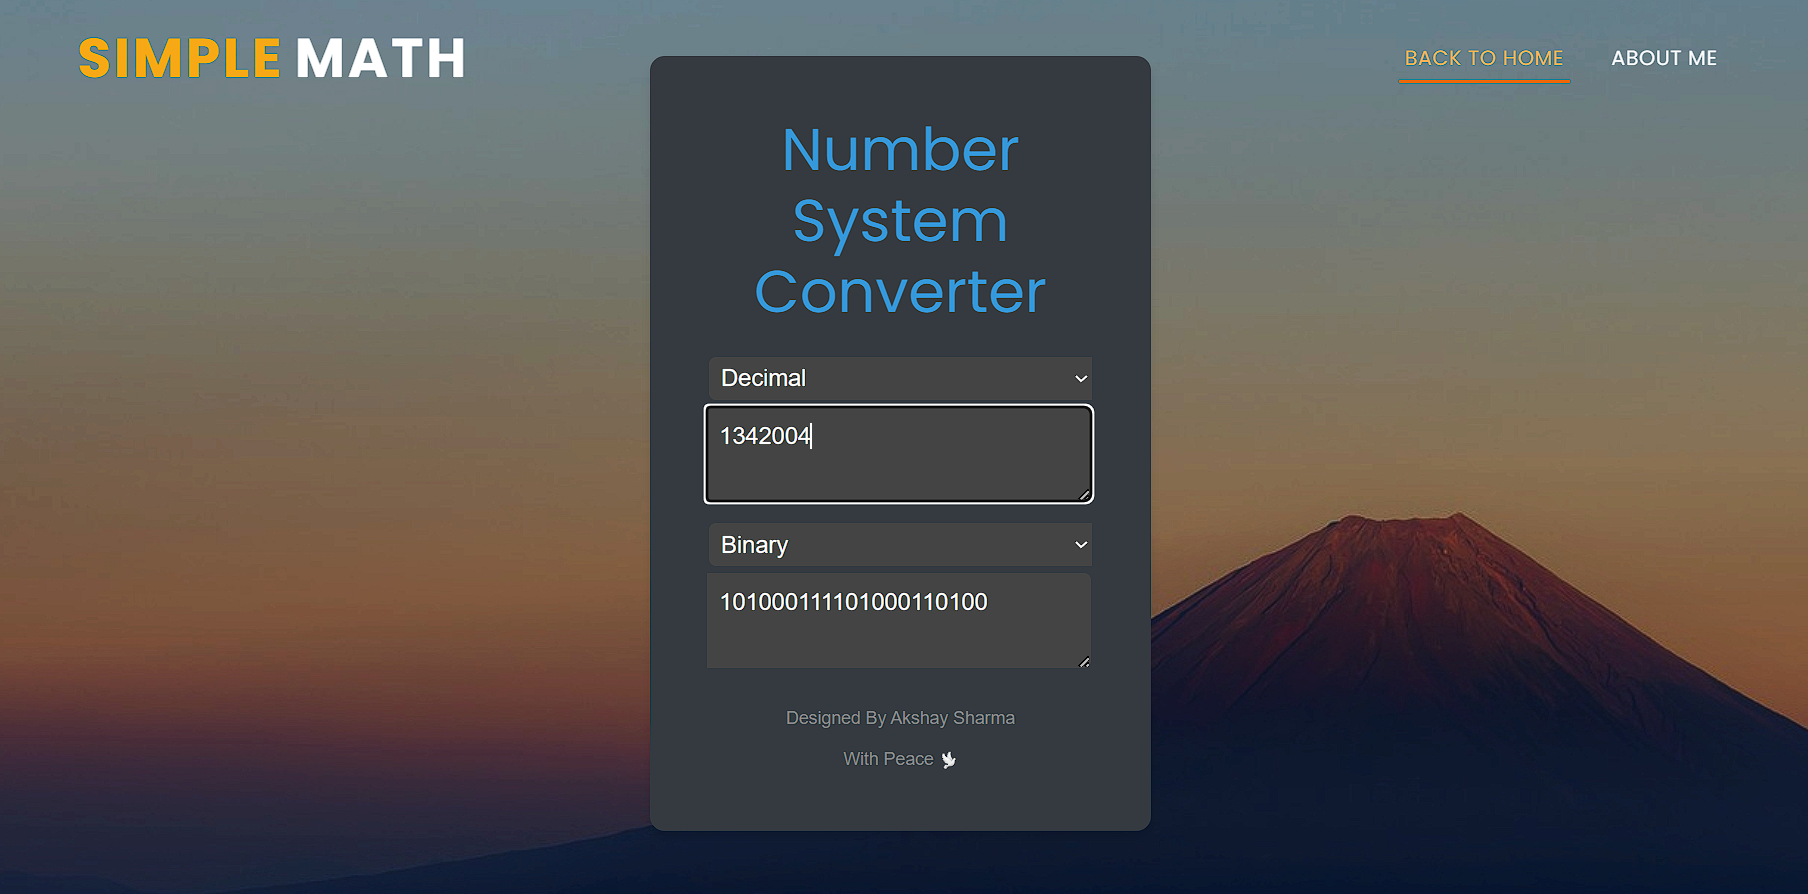 SIMPLE MATH
BACK TO HOME
ABOUT ME
Number
System
Converter
Decimal
1342004
Binary
101000111101000110100
Designed By Akshay Sharma
With Peace 🕊